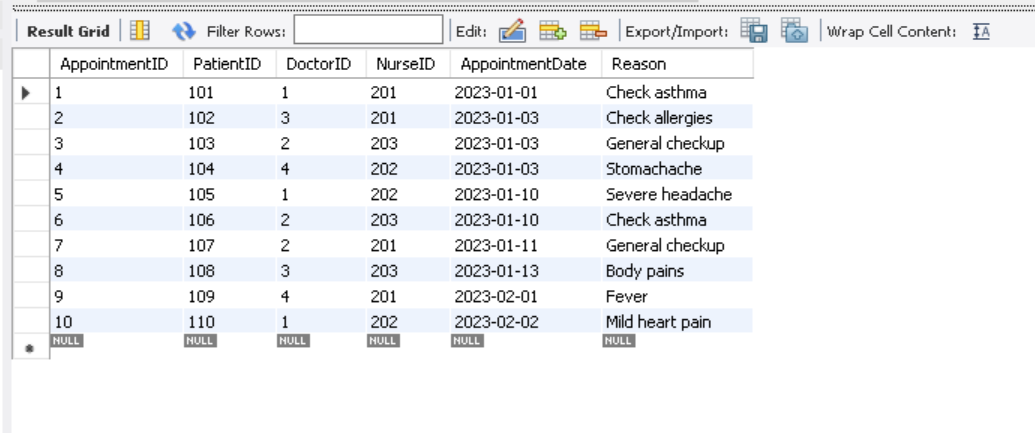 Result Grid Filter Rows: Edit: Export/Import: Wrap Cell Content: IA
AppointmentID PatientID DoctorID NurseID AppointmentDate Reason
1 101 1 201 2023-01-01 Check asthma
2 102 3 201 2023-01-03 Check allergies
3 103 2 203 2023-01-03 General checkup
4 104 4 202 2023-01-03 Stomachache
5 105 1 202 2023-01-10 Severe headache
6 106 2 203 2023-01-10 Check asthma
7 107 2 201 2023-01-11 General checkup
8 108 3 203 2023-01-13 Body pains
9 109 4 201 2023-02-01 Fever
10 110 1 202 2023-02-02 Mild heart pain
NULL NULL NULL NULL NULL NULL